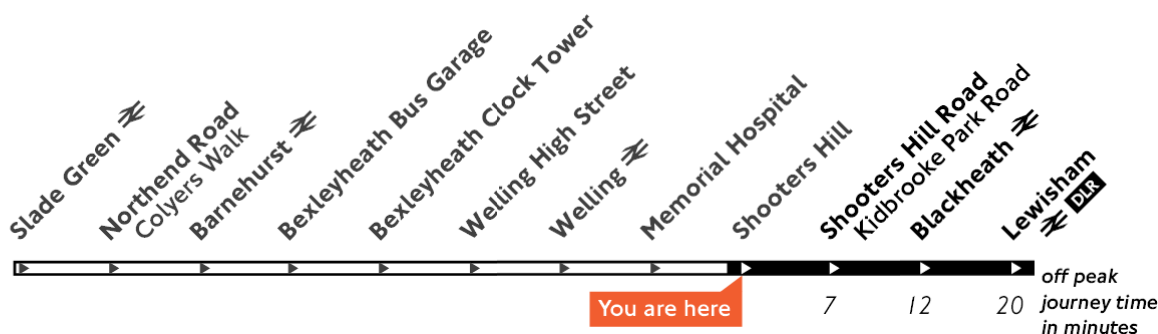 Slade Green
Northend Road
Colyers Walk
Barnehurst
Bexleyheath Bus Garage
Bexleyheath Clock Tower
Welling High Street
Welling
Memorial Hospital
Shooters Hill
Shooters Hill Road
Kidbrooke Park Road
Blackheath
Lewisham
DLR
You are here
7
12
20
off peak
journey time
in minutes